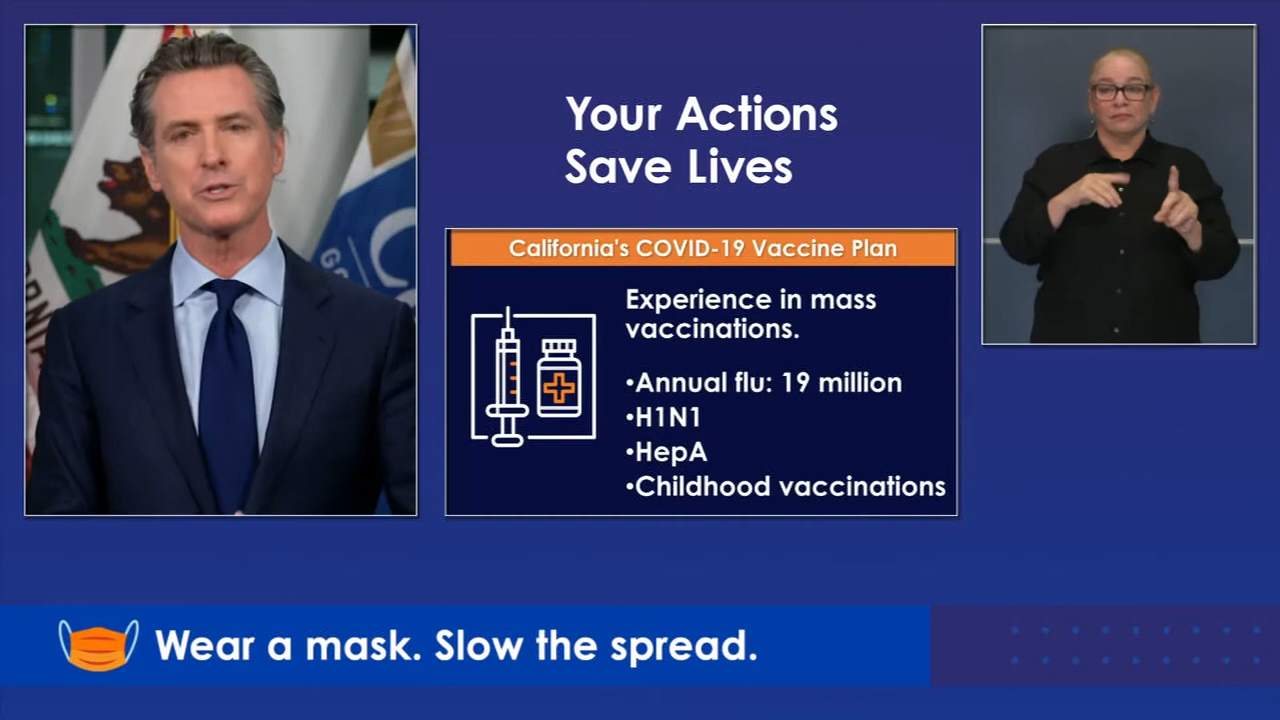 Your Actions
Save Lives
California's COVID-19 Vaccine Plan
Experience in mass
vaccinations.
•Annual flu: 19 million
•H1N1
•HepA
•Childhood vaccinations
Wear a mask. Slow the spread.